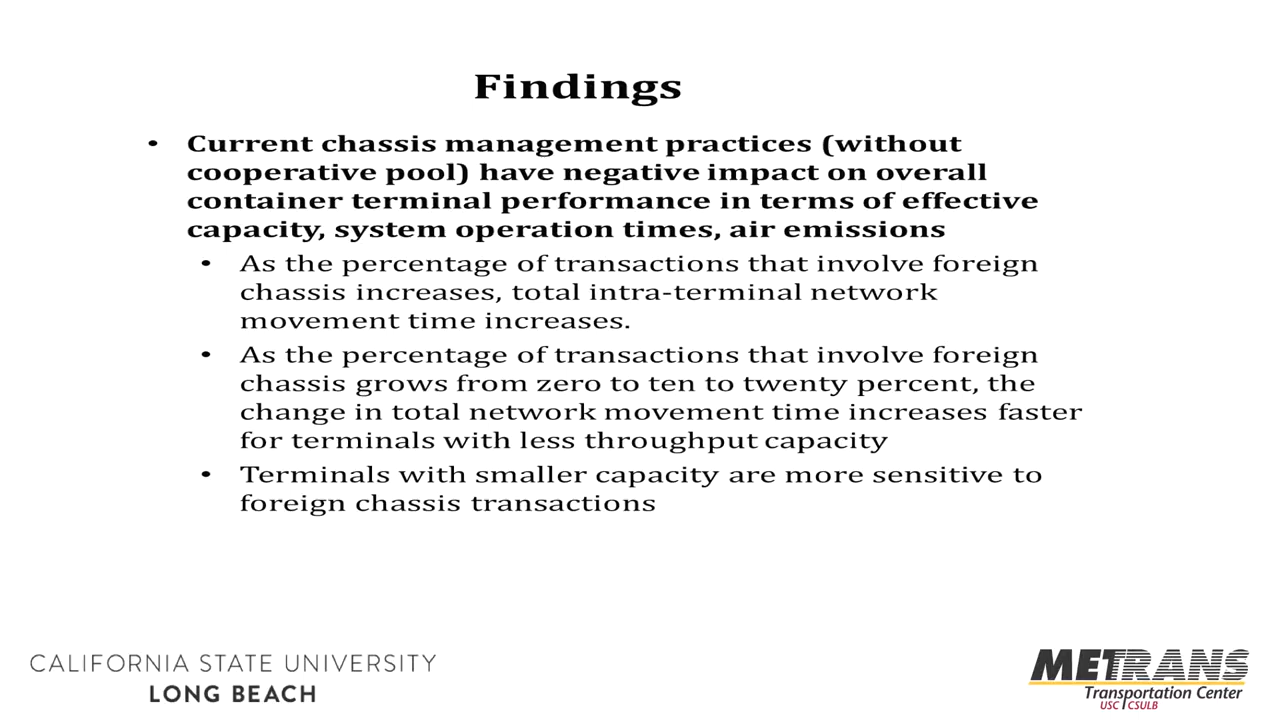 Findings
• Current chassis management practices (without
cooperative pool) have negative impact on overall
container terminal performance in terms of effective
capacity, system operation times, air emissions
• As the percentage of transactions that involve foreign
chassis increases, total intra-terminal network
movement time increases.
• As the percentage of transactions that involve foreign
chassis grows from zero to ten to twenty percent, the
change in total network movement time increases faster
for terminals with less throughput capacity
• Terminals with smaller capacity are more sensitive to
foreign chassis transactions
CALIFORNIA STATE UNIVERSITY
LONG BEACH
METRANS
Transportation Center
USC CSULB